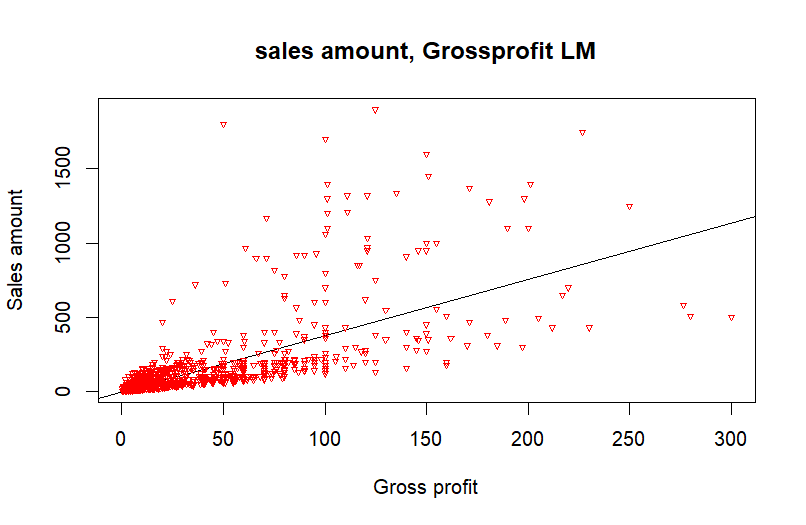 sales amount, Grossprofit LM
Sales amount
1500
1000
500
0
0 50 100 150 200 250 300
Gross profit